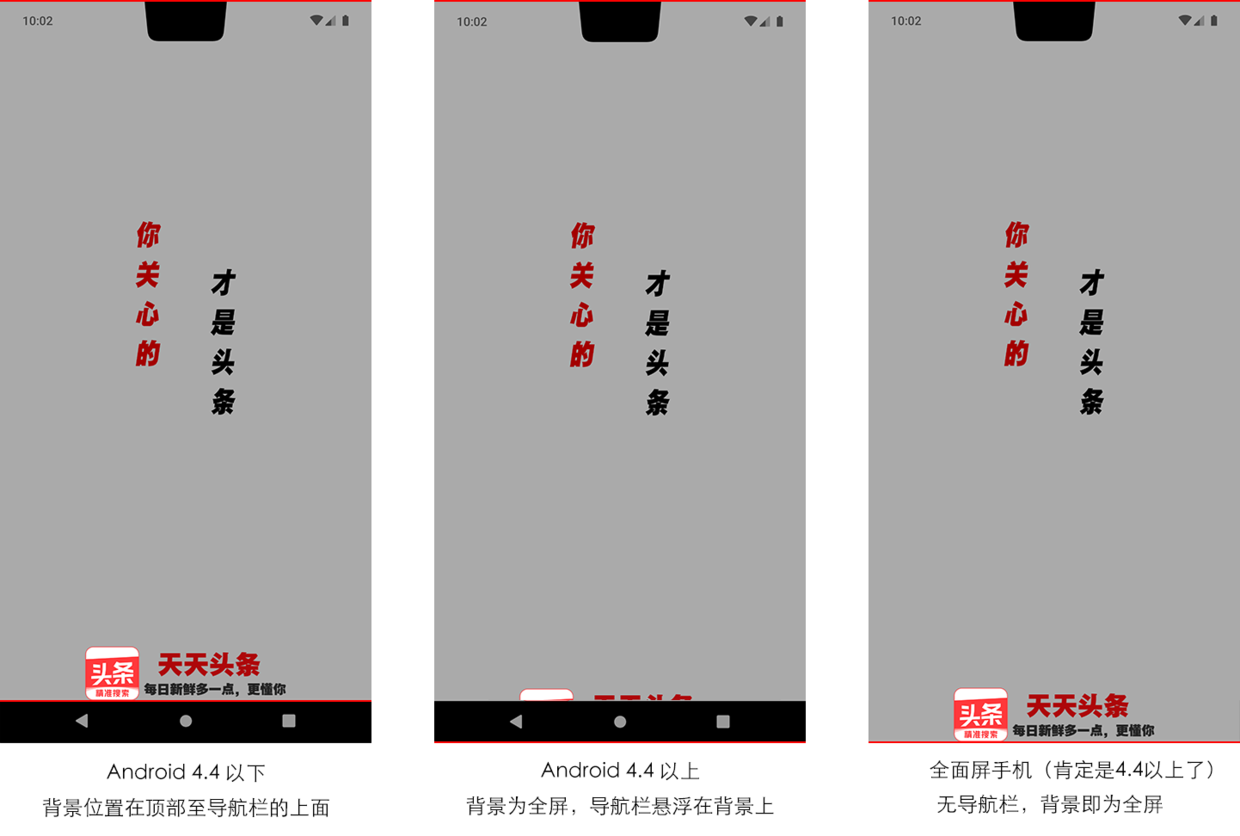 10:02
你关心的
才是头条
头条
精准搜索
天天头条
每日新鲜多一点，更懂你
Android 4.4 以下
背景位置在顶部至导航栏的上面
10:02
你关心的
才是头条
天天头条
Android 4.4 以上
背景为全屏，导航栏悬浮在背景上
10:02
你关心的
才是头条
头条
精准搜索
天天头条
每日新鲜多一点，更懂你
全面屏手机（肯定是4.4以上了）
无导航栏，背景即为全屏